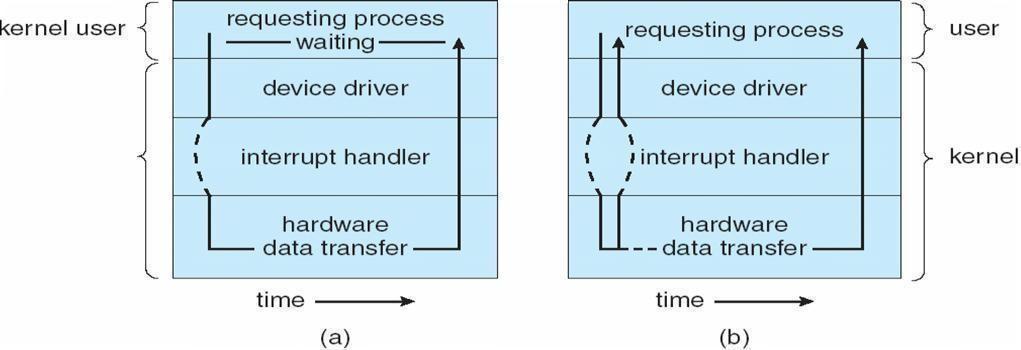 kernel user
requesting process
waiting
device driver
interrupt handler
hardware
data transfer
time
(a)
requesting process
user
device driver
interrupt handler
kernel
hardware
data transfer
time
(b)